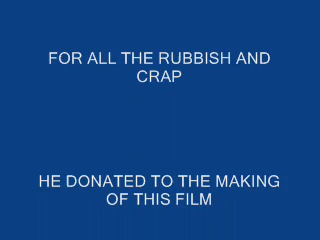 FOR ALL THE RUBBISH AND
CRAP
HE DONATED TO THE MAKING
OF THIS FILM